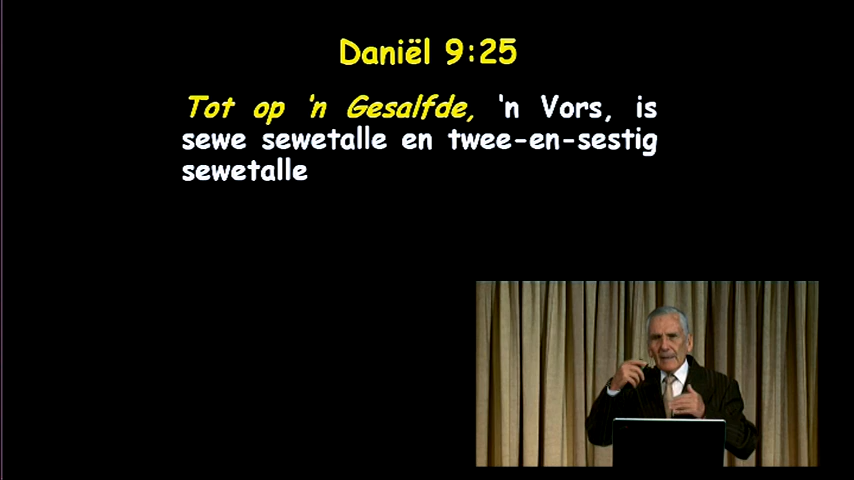 Daniël 9:25
Tot op 'n Gesalfde, 'n Vors, is
sewe sewetalle en twee-en-sestig
sewetalle